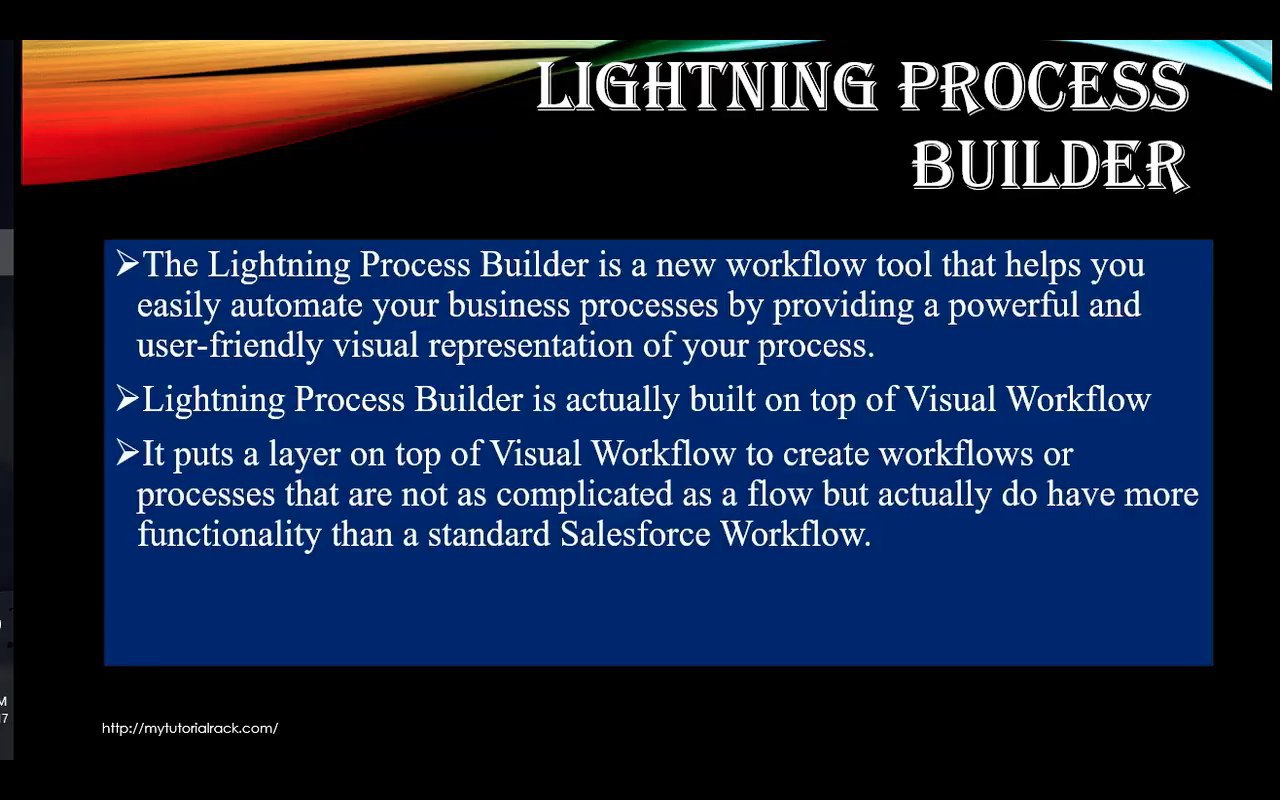 LIGHTNING PROCESS
BUILDER
➢The Lightning Process Builder is a new workflow tool that helps you
easily automate your business processes by providing a powerful and
user-friendly visual representation of your process.
➢Lightning Process Builder is actually built on top of Visual Workflow
➢It puts a layer on top of Visual Workflow to create workflows or
processes that are not as complicated as a flow but actually do have more
functionality than a standard Salesforce Workflow.
M
17
http://mytutorialrack.com/